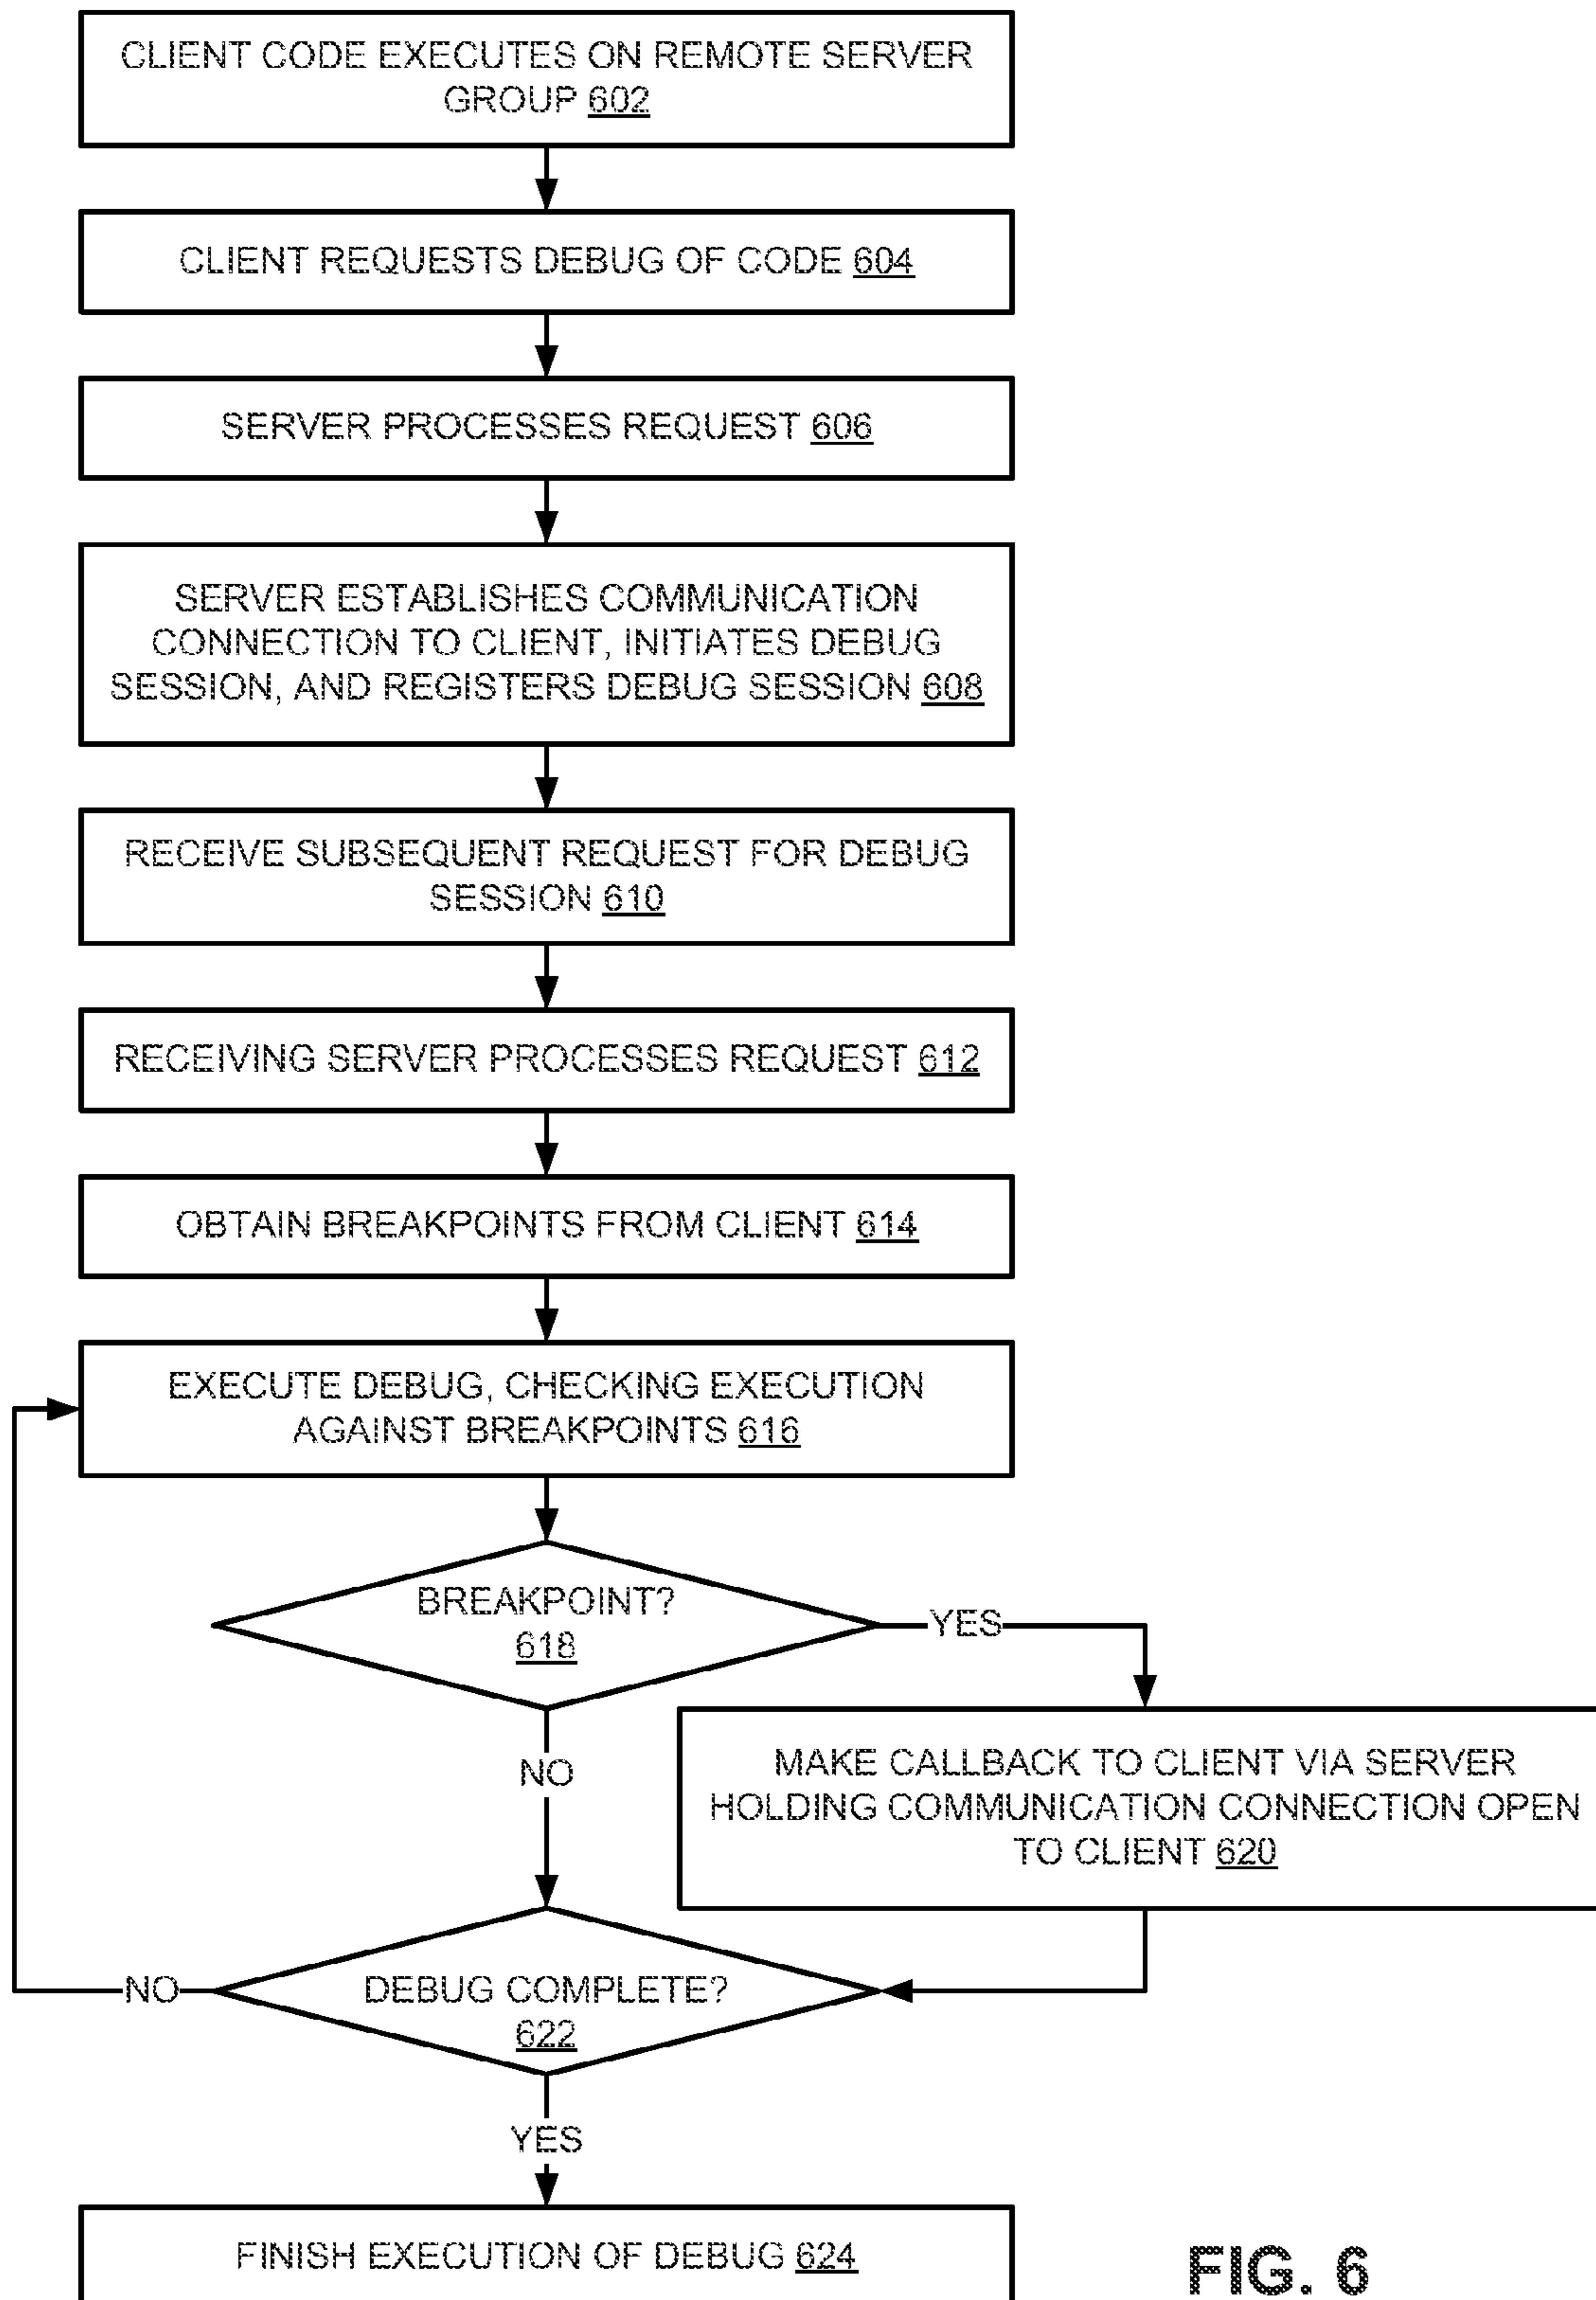 CLIENT CODE EXECUTES ON REMOTE SERVER
GROUP 602
CLIENT REQUESTS DEBUG OF CODE 604
SERVER PROCESSES REQUEST 606
SERVER ESTABLISHES COMMUNICATION
CONNECTION TO CLIENT, INITIATES DEBUG
SESSION, AND REGISTERS DEBUG SESSION 608
RECEIVE SUBSEQUENT REQUEST FOR DEBUG
SESSION 610
RECEIVING SERVER PROCESSES REQUEST 612
OBTAIN BREAKPOINTS FROM CLIENT 614
EXECUTE DEBUG, CHECKING EXECUTION
AGAINST BREAKPOINTS 616
BREAKPOINT?
618
YES
NO
MAKE CALLBACK TO CLIENT VIA SERVER
HOLDING COMMUNICATION CONNECTION OPEN
TO CLIENT 620
NO
DEBUG COMPLETE?
622
YES
FINISH EXECUTION OF DEBUG 624
FIG. 6